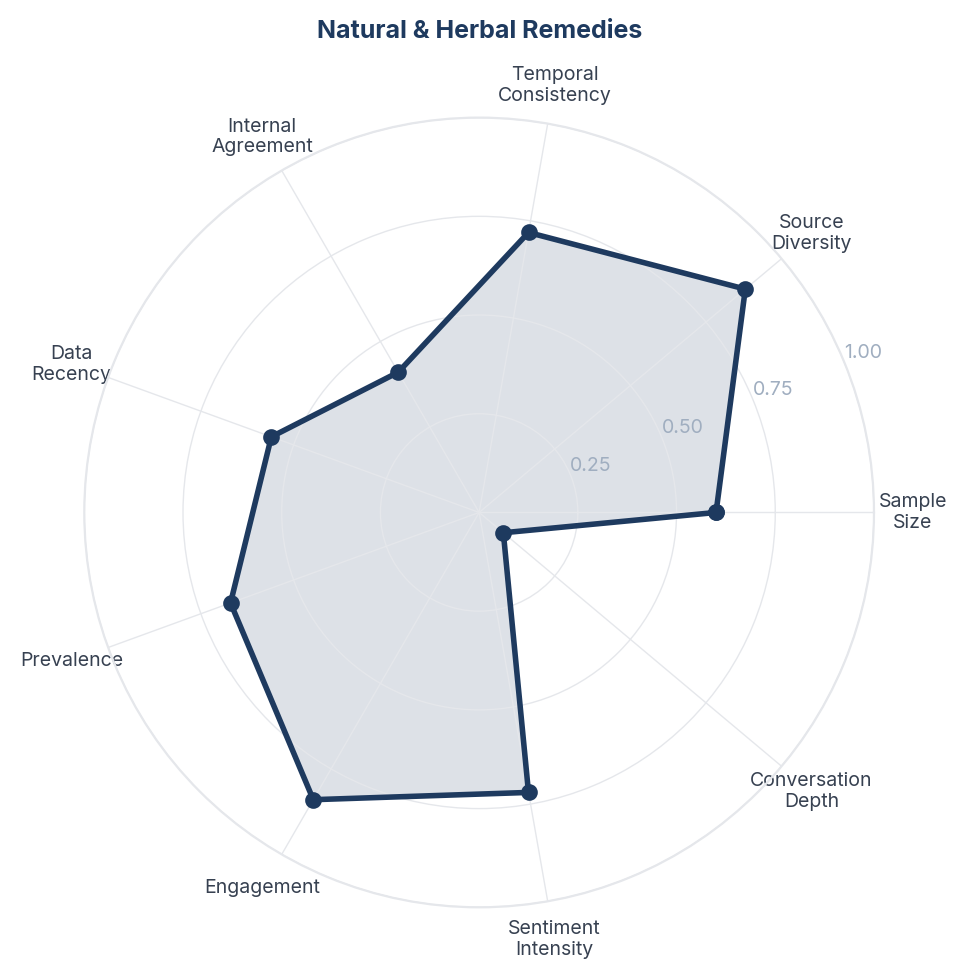 Natural & Herbal Remedies
Temporal
Consistency
Internal
Agreement
Source
Diversity
Data
Recency
1.00
0.75
0.50
0.25
Sample
Size
Prevalence
Conversation
Depth
Engagement
Sentiment
Intensity